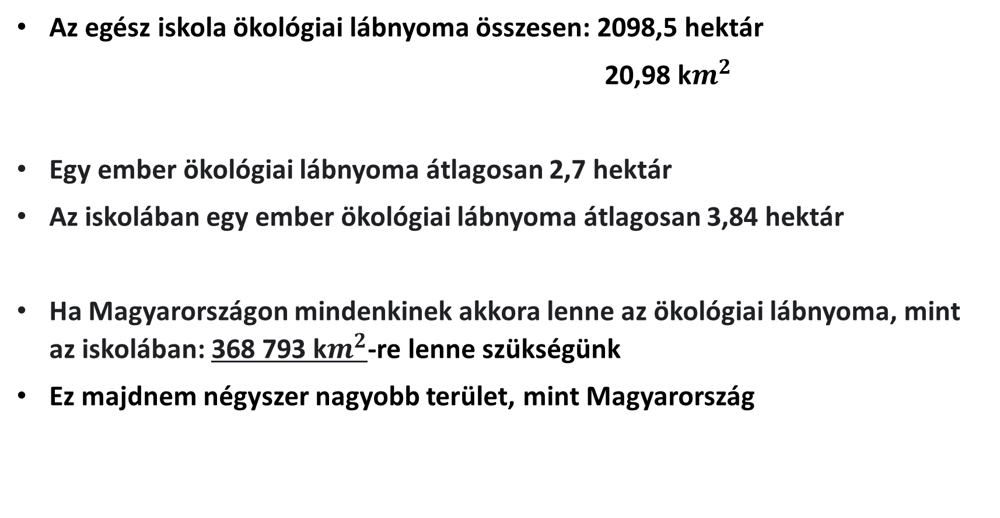 • Az egész iskola ökológiai lábnyoma összesen: 2098,5 hektár
20,98 km²
• Egy ember ökológiai lábnyoma átlagosan 2,7 hektár
• Az iskolában egy ember ökológiai lábnyoma átlagosan 3,84 hektár
• Ha Magyarországon mindenkinek akkora lenne az ökológiai lábnyoma, mint
az iskolában: 368 793 km²-re lenne szükségünk
• Ez majdnem négyszer nagyobb terület, mint Magyarország